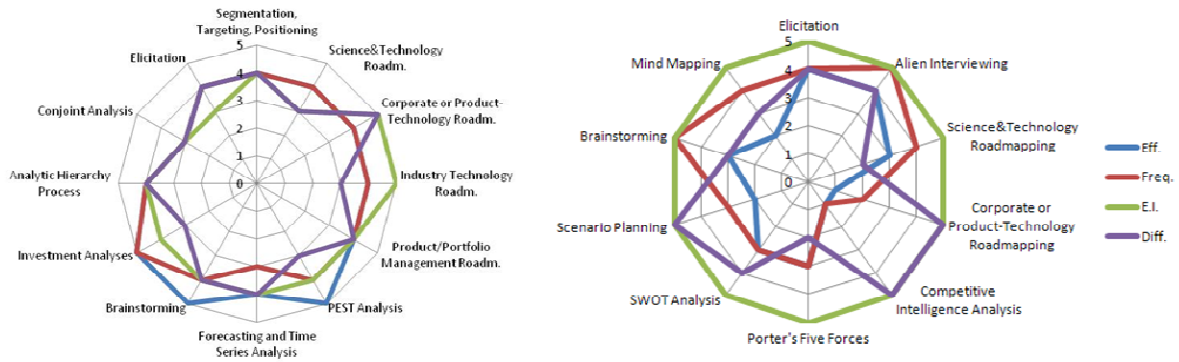 Segmentation,
Targeting, Positioning
Science&Technology
Roadm.
Corporate or Product-
Technology Roadm.
Industry Technology
Roadm.
Product/Portfolio
Management Roadm.
PEST Analysis
Forecasting and Time
Series Analysis
Brainstorming
Investment Analyses
Analytic Hierarchy
Process
Conjoint Analysis
Elicitation
5
4
3
2
1
0
Elicitation
Alien Interviewing
Science&Technology
Roadmapping
Corporate or
Product-Technology
Roadmapping
Competitive
Intelligence Analysis
Porter's Five Forces
SWOT Analysis
Scenario Planning
Brainstorming
Mind Mapping
5
4
3
2
1
0
Eff.
Freq.
E.I.
Diff.